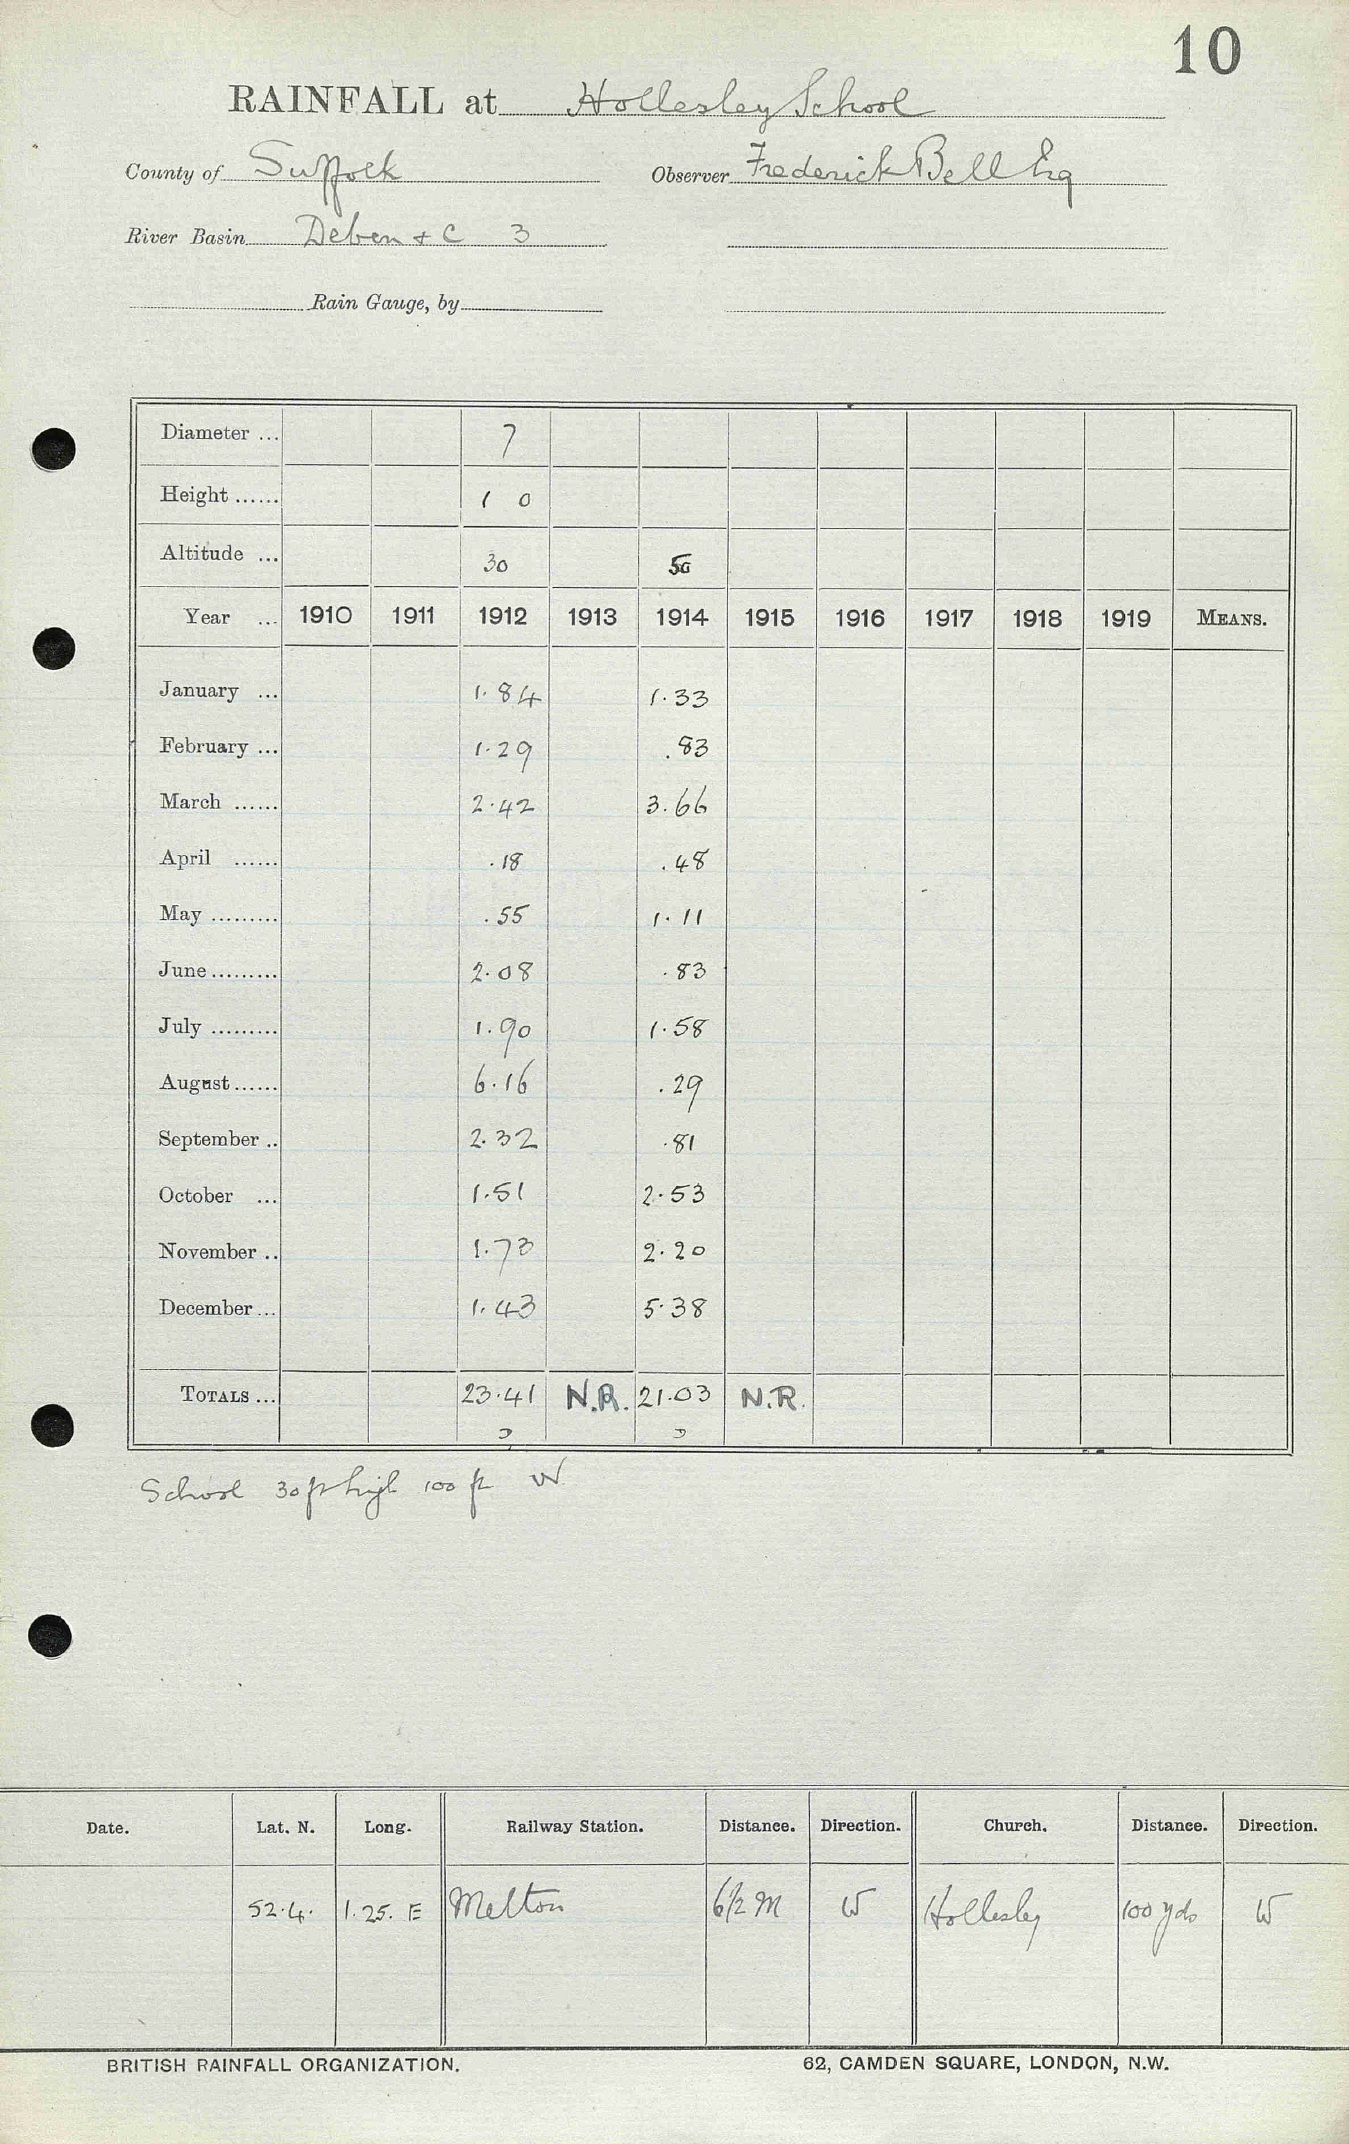 10
RAINFALL at Hollesley School
County of Suffolk Observer Frederick Bell Esq
River Basin Deben & C 3
Rain Gauge, by
Diameter ... 7
Height ...... 1 0
Altitude ... 30 50
Year ... 1910 1911 1912 1913 1914 1915 1916 1917 1918 1919 MEANS.
January ... 1.84 1.33
February ... 1.29 .83
March ...... 2.42 3.66
April ...... .18 .48
May ......... .55 1.11
June ......... 2.08 .83
July ......... 1.90 1.58
August ...... 6.16 .29
September .. 2.32 .81
October ... 1.51 2.53
November .. 1.73 2.20
December ... 1.43 5.38
TOTALS ... 23.41 N.R. 21.03 N.R.
School 30 ft high 100 ft W
Date. Lat. N. Long. Railway Station. Distance. Direction. Church. Distance. Direction.
52.4. 1.25. E Melton 6 1/2 M W Hollesley 100 yds W
BRITISH RAINFALL ORGANIZATION. 62, CAMDEN SQUARE, LONDON, N.W.